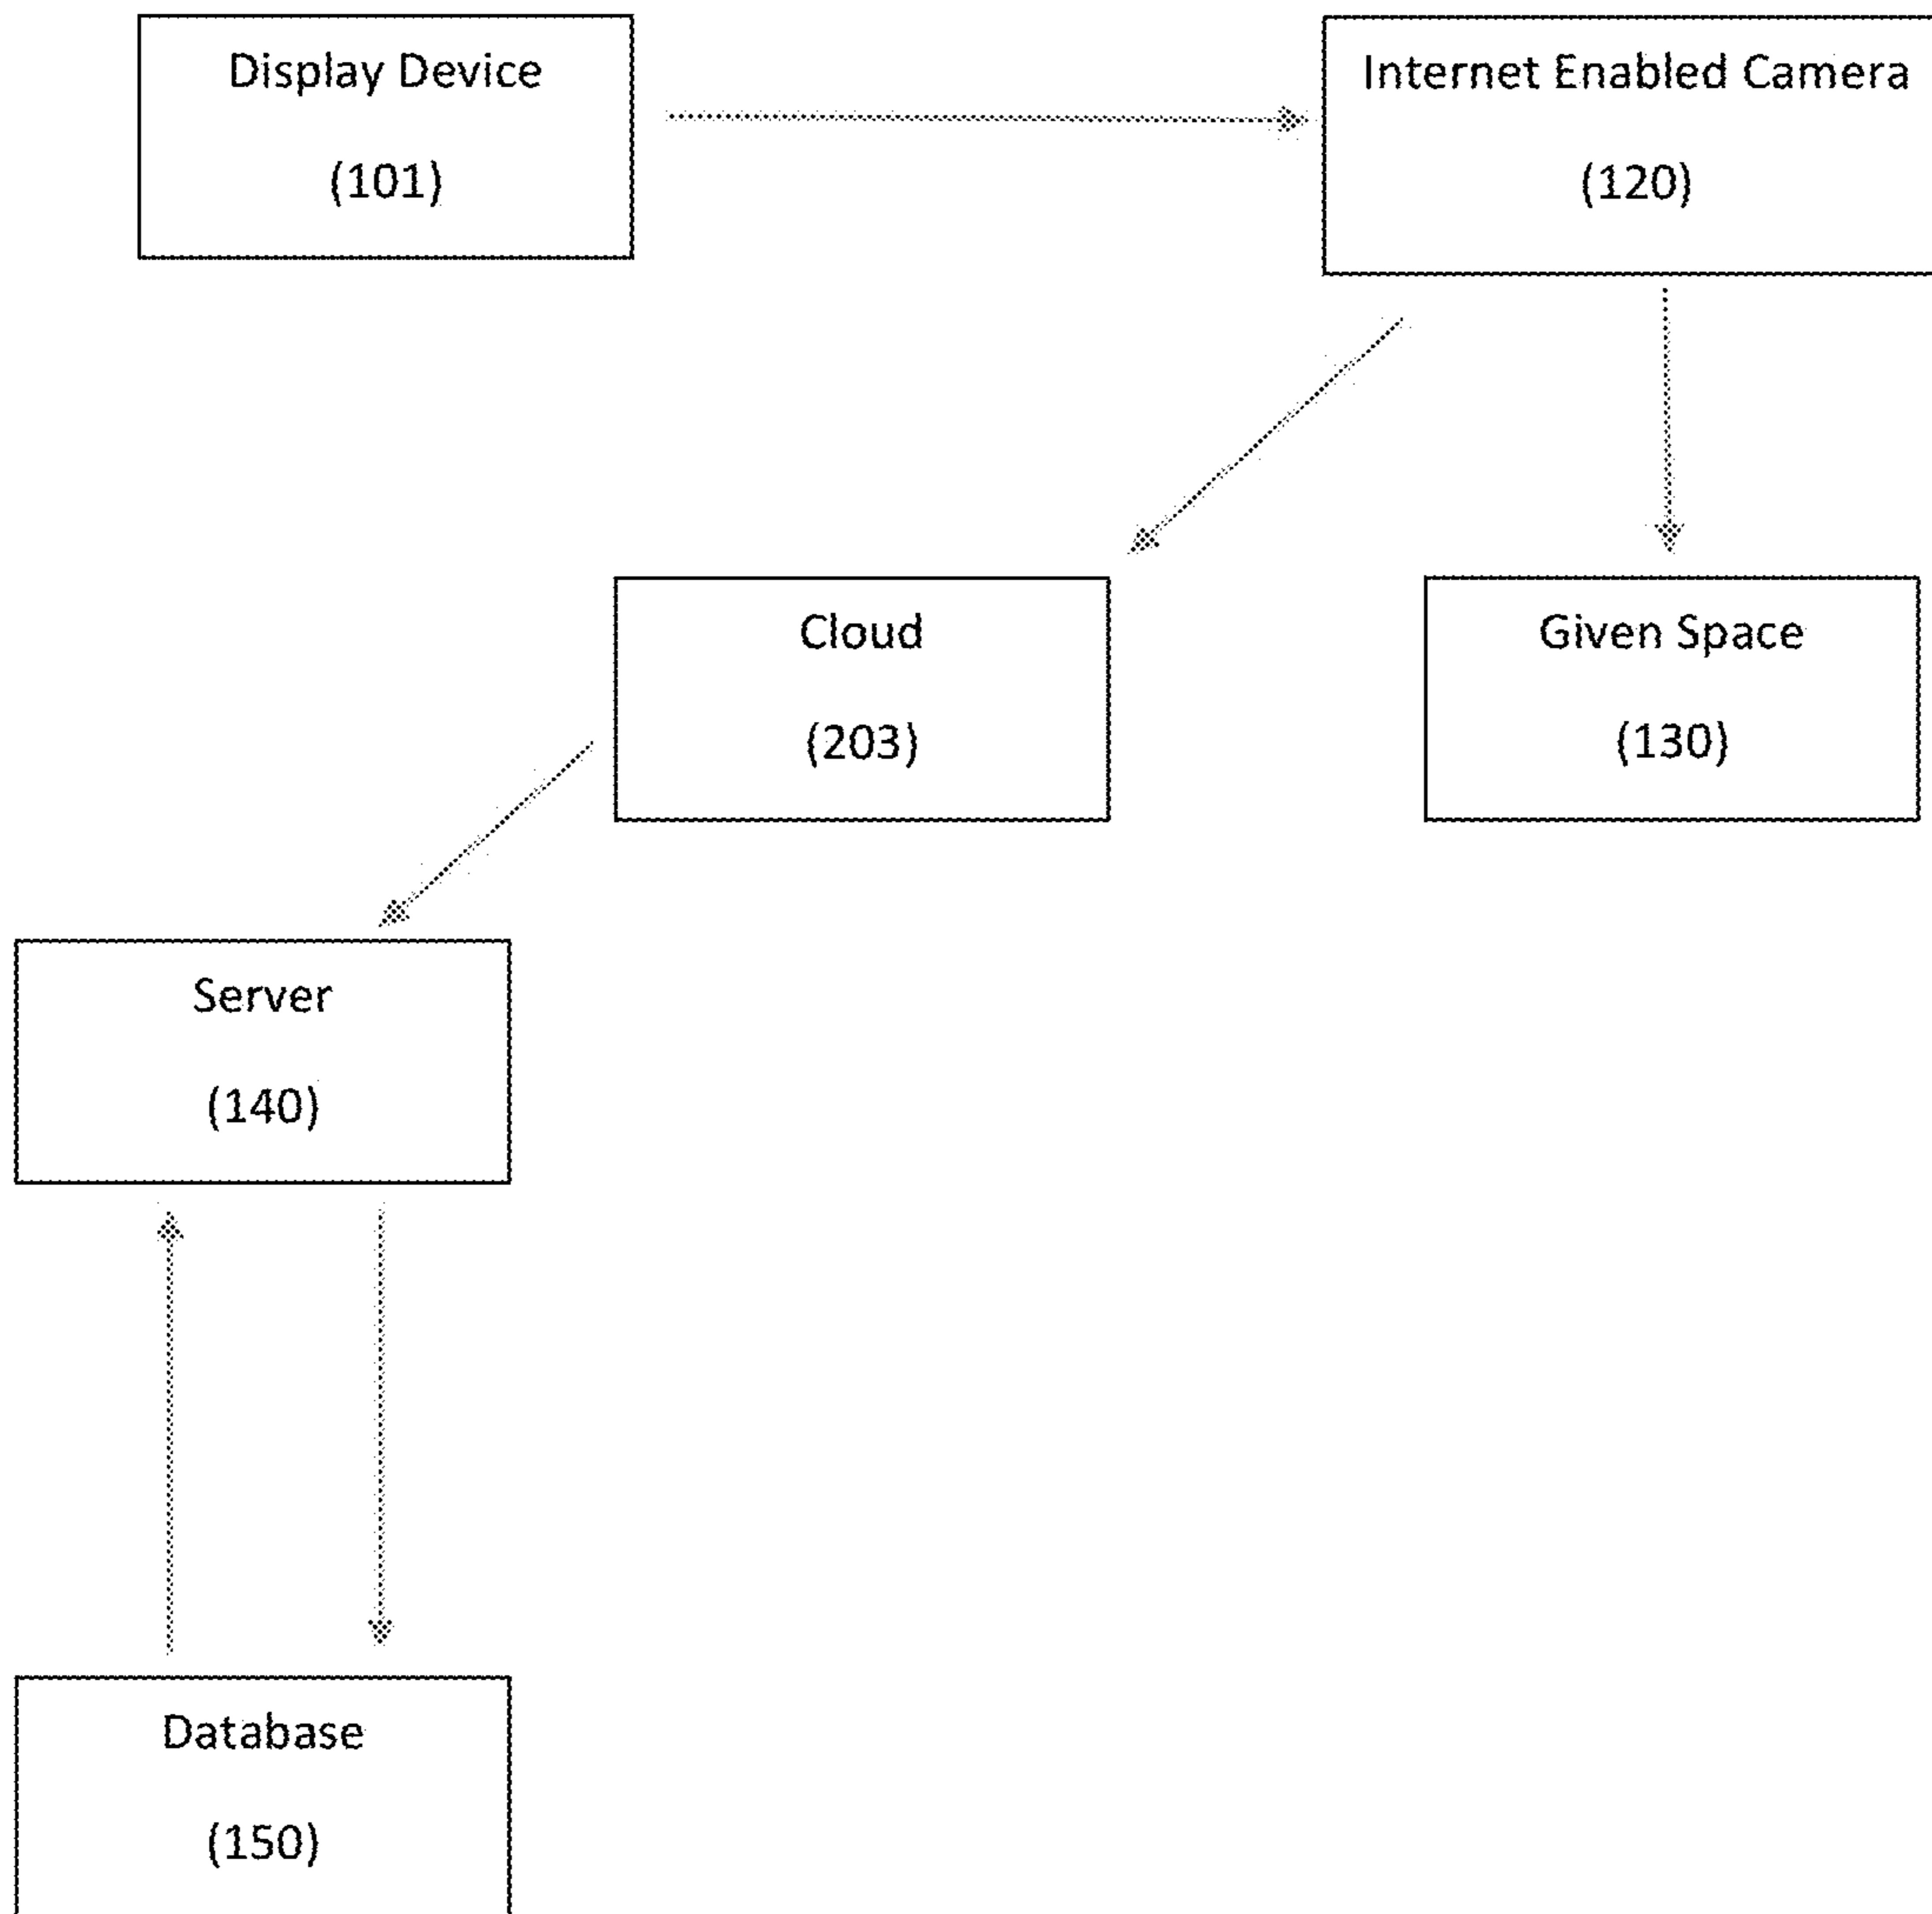 Display Device
(101)
Internet Enabled Camera
(120)
Cloud
(203)
Given Space
(130)
Server
(140)
Database
(150)